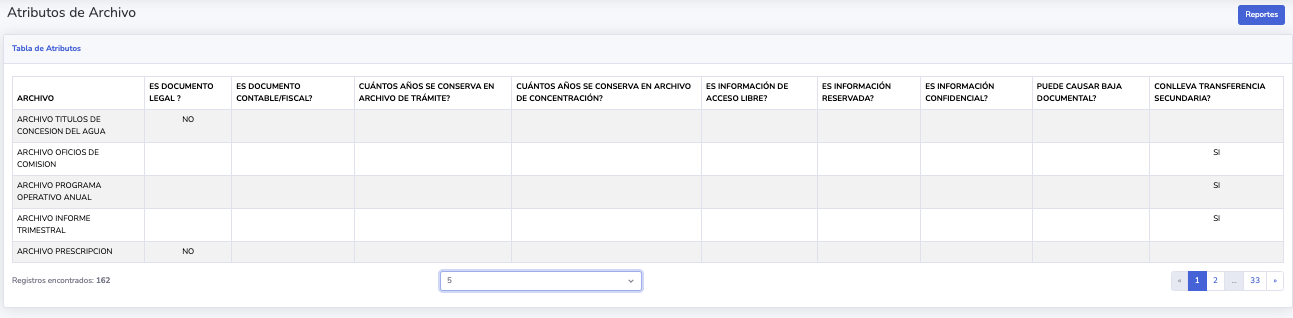 Atributos de Archivo
Reportes
Tabla de Atributos
ARCHIVO
ES DOCUMENTO
LEGAL ?
ES DOCUMENTO
CONTABLE/FISCAL?
CUÁNTOS AÑOS SE CONSERVA EN
ARCHIVO DE TRÁMITE?
CUÁNTOS AÑOS SE CONSERVA EN ARCHIVO
DE CONCENTRACIÓN?
ES INFORMACIÓN DE
ACCESO LIBRE?
ES INFORMACIÓN
RESERVADA?
ES INFORMACIÓN
CONFIDENCIAL?
PUEDE CAUSAR BAJA
DOCUMENTAL?
CONLLEVA TRANSFERENCIA
SECUNDARIA?
ARCHIVO TITULOS DE
CONCESION DEL AGUA
NO
ARCHIVO OFICIOS DE
COMISION
SI
ARCHIVO PROGRAMA
OPERATIVO ANUAL
SI
ARCHIVO INFORME
TRIMESTRAL
SI
ARCHIVO PRESCRIPCION
NO
Registros encontrados: 162
5
« 1 2 ... 33 »